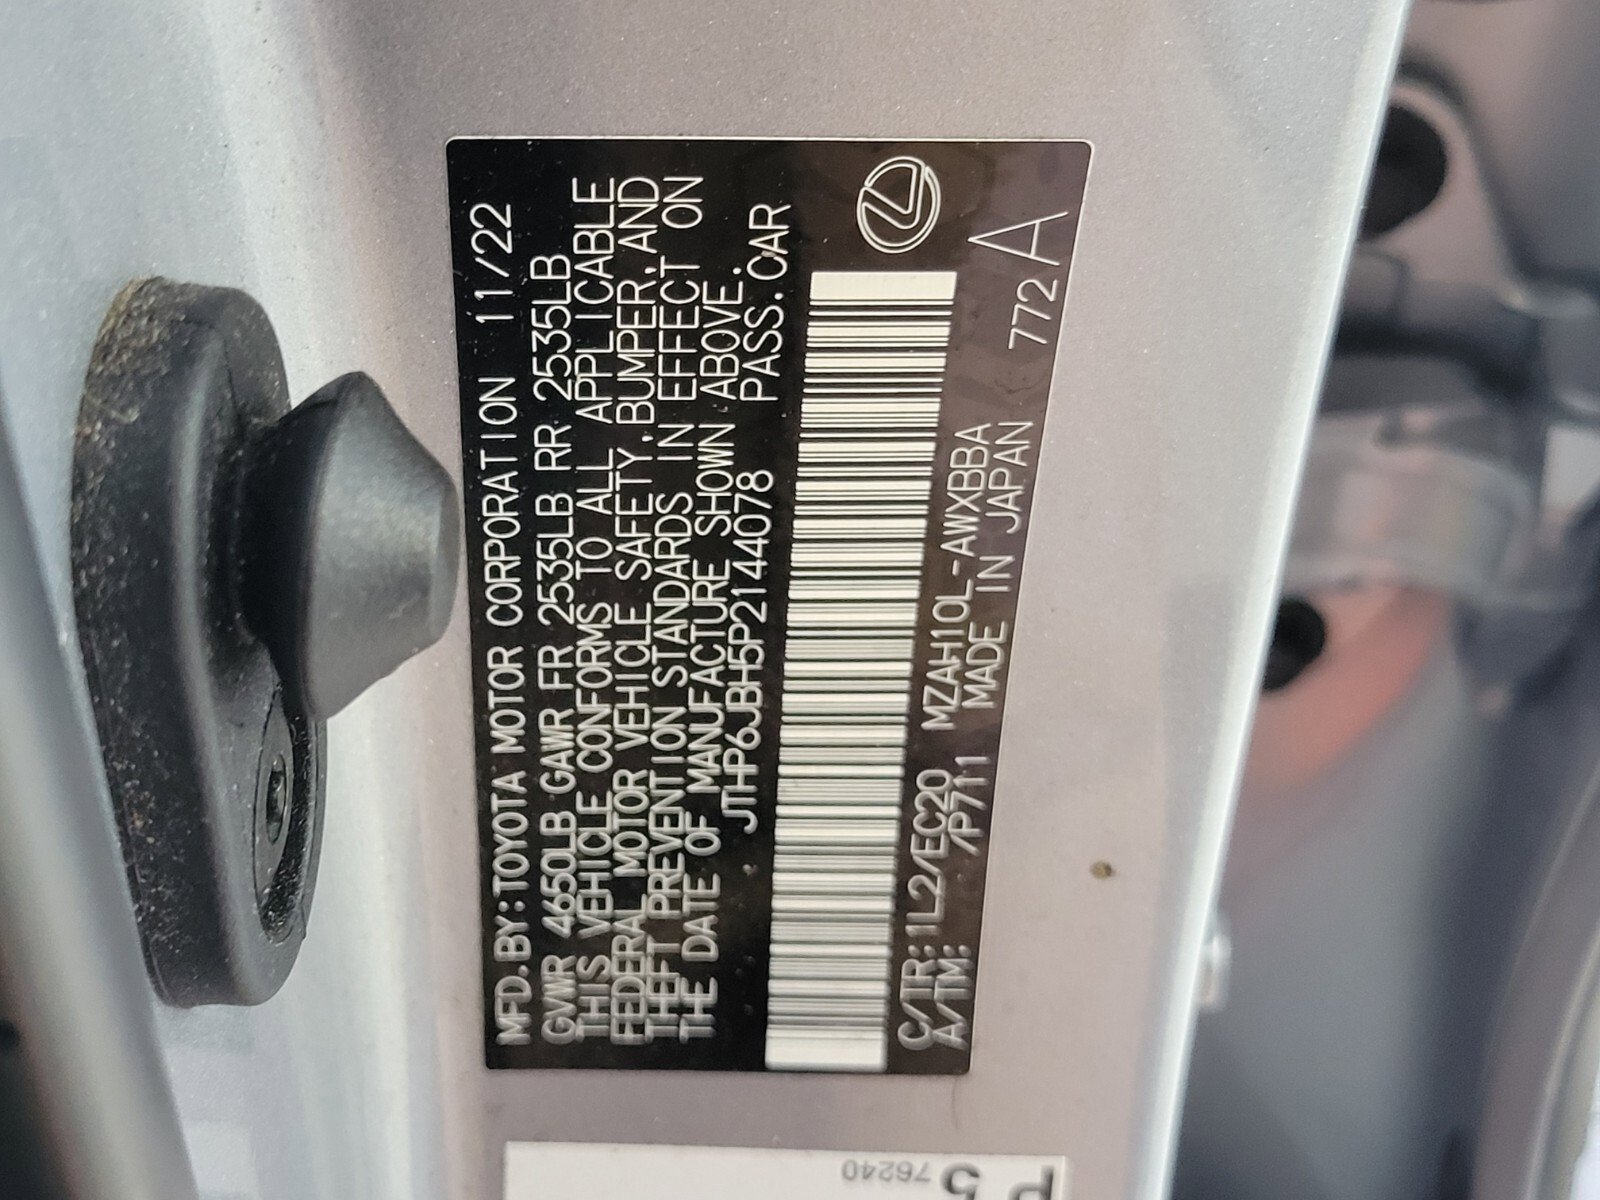 MFD.BY:TOYOTA MOTOR CORPORATION 11/22
GVWR 4650LB GAWR FR 2535LB RR 2535LB
THIS VEHICLE CONFORMS TO ALL APPLICABLE
FEDERAL MOTOR VEHICLE SAFETY,BUMPER,AND
THEFT PREVENTION STANDARDS IN EFFECT ON
THE DATE OF MANUFACTURE SHOWN ABOVE.
JTHP6JBH5P2144078 PASS.CAR
C/TR:1L2/EC20 MZAH10L-AWXBBA
A/TM: /P711 MADE IN JAPAN 772 A
P 5
76240